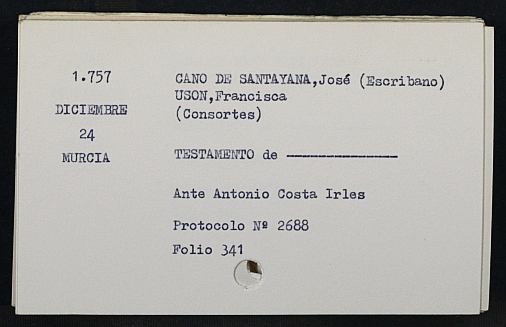 1.757
DICIEMBRE
24
MURCIA
CANO DE SANTAYANA,José (Escribano)
USON,Francisca
(Consortes)
TESTAMENTO de ----------------
Ante Antonio Costa Irles
Protocolo Nº 2688
Folio 341